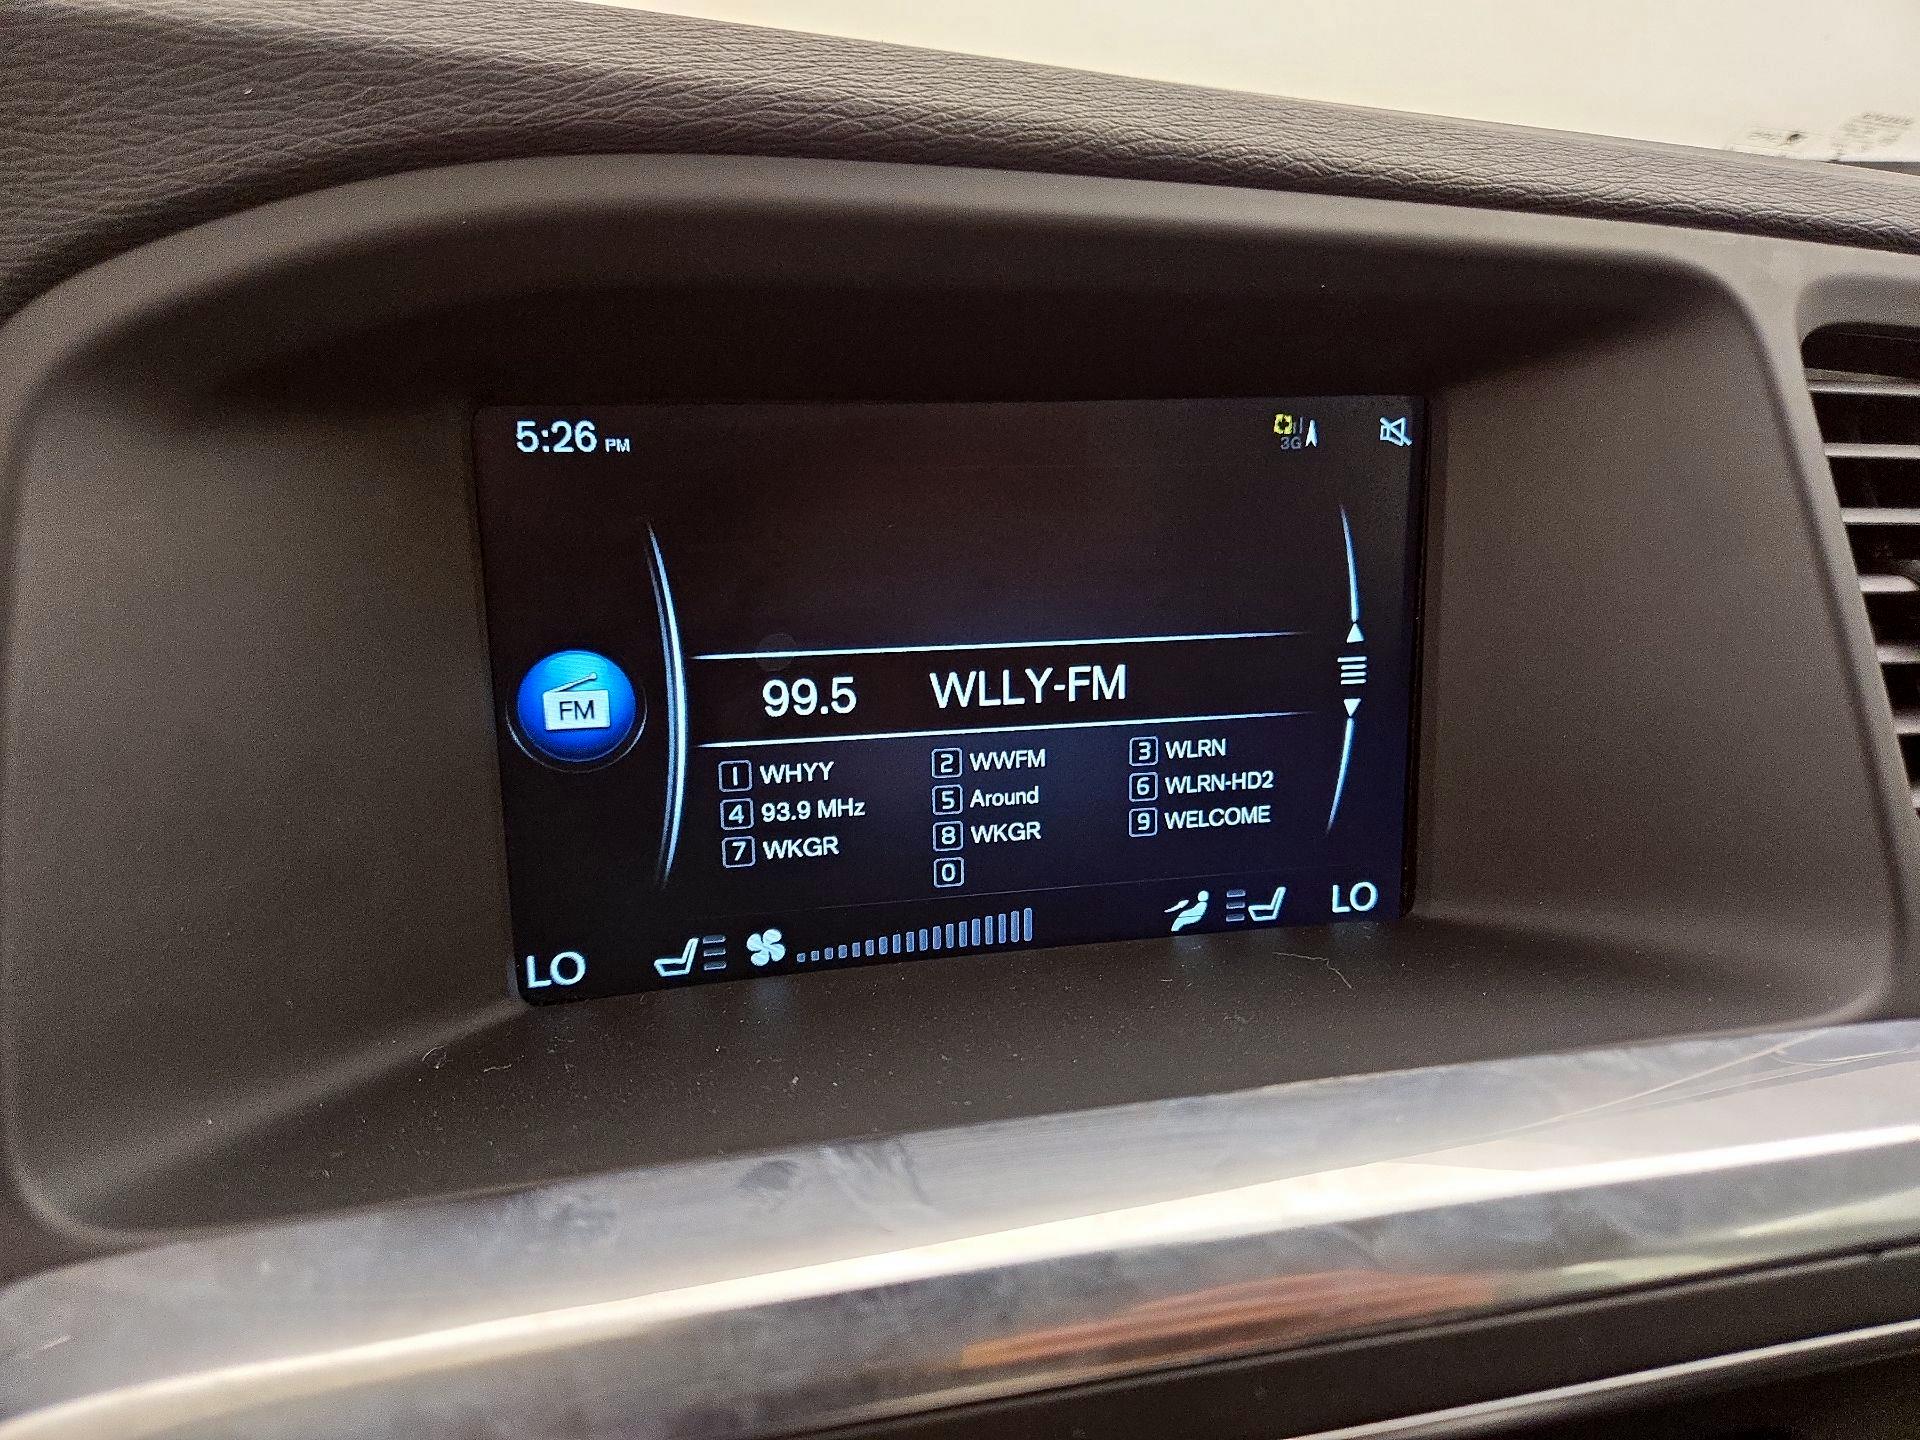 5:26 PM
3G
FM
99.5 WLLY-FM
1 WHYY 2 WWFM 3 WLRN
4 93.9 MHz 5 Around 6 WLRN-HD2
7 WKGR 8 WKGR 9 WELCOME
0
LO LO